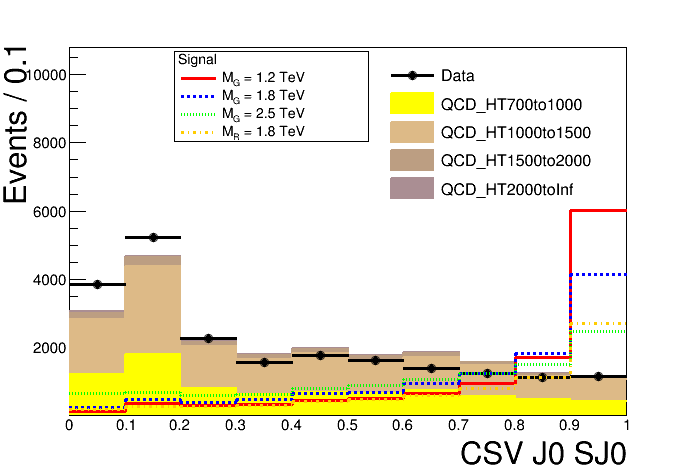 Events / 0.1
10000
8000
6000
4000
2000
Signal
M_G = 1.2 TeV
M_G = 1.8 TeV
M_G = 2.5 TeV
M_R = 1.8 TeV
Data
QCD_HT700to1000
QCD_HT1000to1500
QCD_HT1500to2000
QCD_HT2000toInf
0 0.1 0.2 0.3 0.4 0.5 0.6 0.7 0.8 0.9 1
CSV J0 SJ0